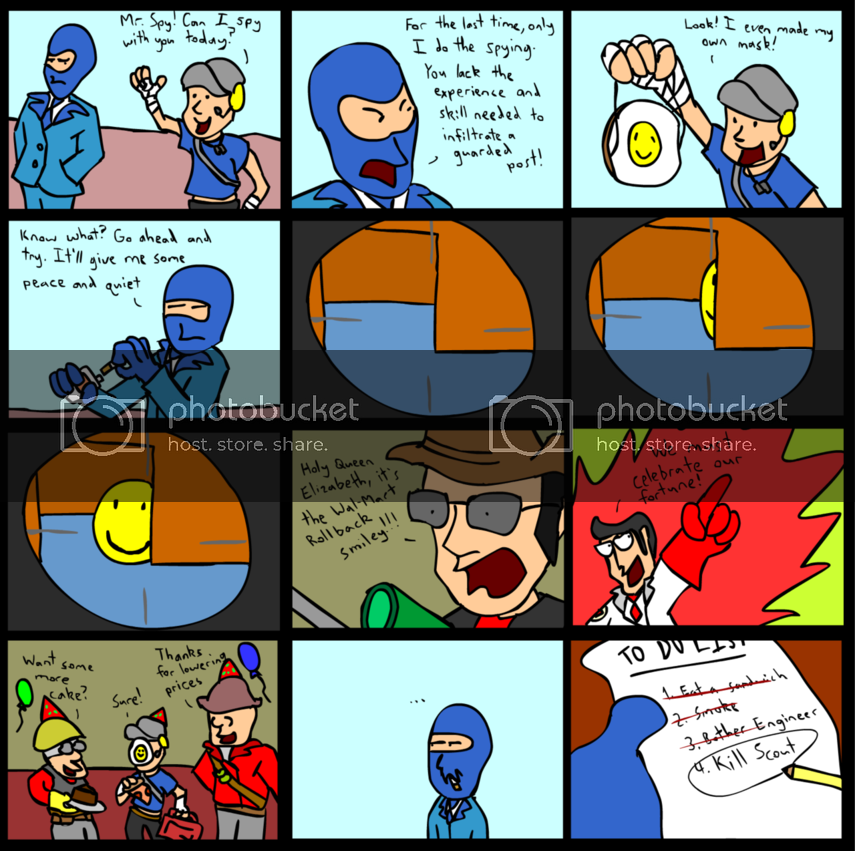 Mr. Spy! Can I spy
with you today?
For the last time, only
I do the spying.
You lack the
experience and
skill needed to
infiltrate a
guarded
post!
Look! I even made my
own mask!
Know what? Go ahead and
try. It'll give me some
peace and quiet
photobucket
host. store. share.
photobucket
host. store. share.
Holy Queen
Elizabeth, it's
the Wal-Mart
Rollback
smiley!!!
We must
celebrate our
fortune!
Want some
more
cake?
Sure!
Thanks
for lowering
prices
...
TO DO LIST
1. Eat a sandwich
2. Smoke
3. Bother Engineer
4. Kill Scout